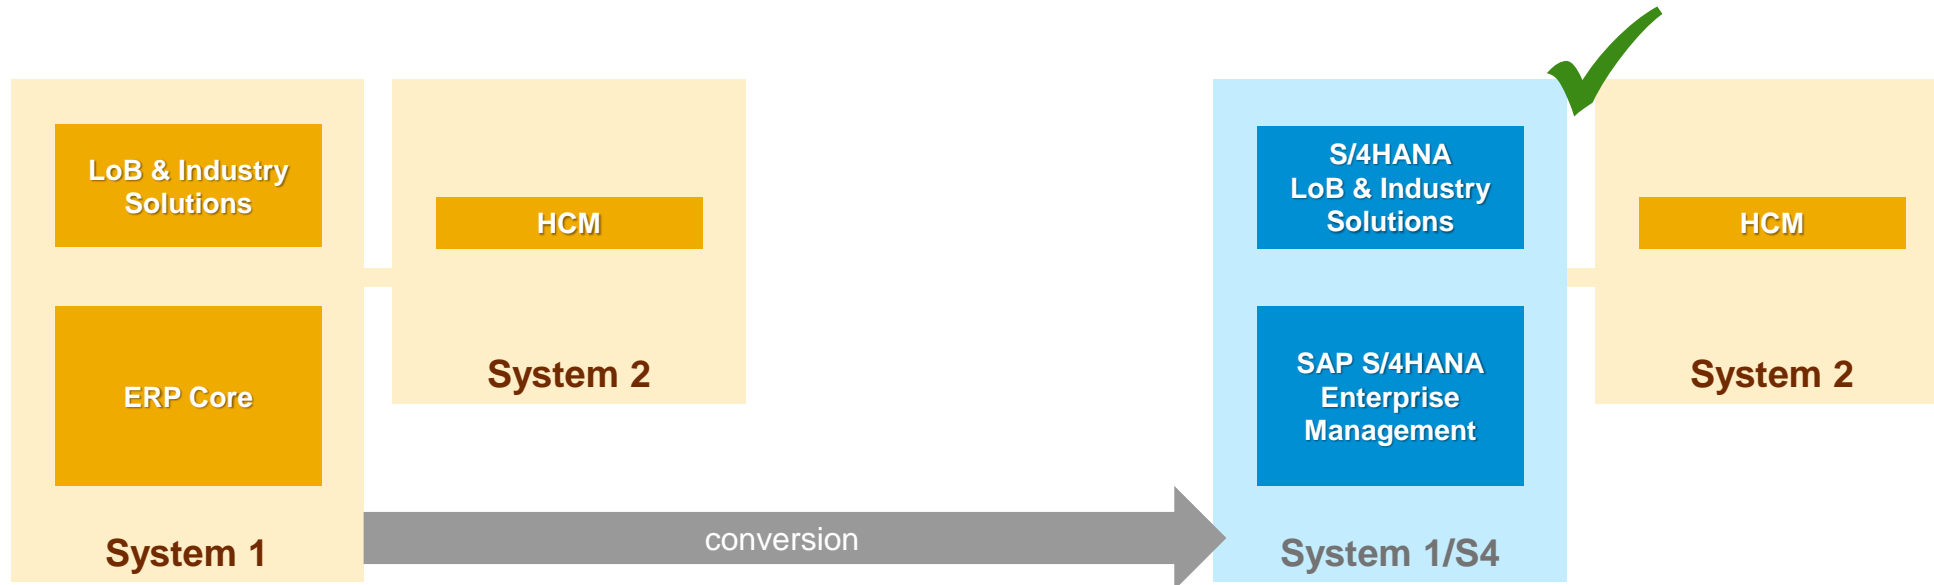 LoB & Industry
Solutions
ERP Core
System 1
HCM
System 2
conversion
S/4HANA
LoB & Industry
Solutions
SAP S/4HANA
Enterprise
Management
System 1/S4
HCM
System 2